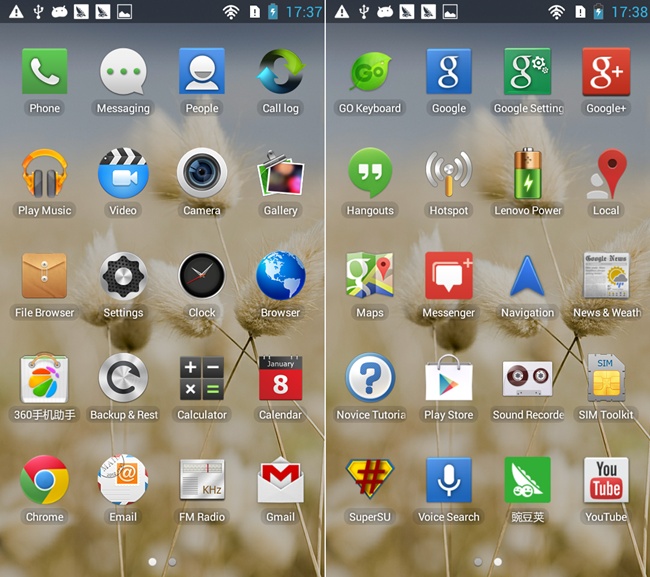 17:37
Phone
Messaging
People
Call log
Play Music
Video
Camera
Gallery
File Browser
Settings
Clock
Browser
January
8
360手机助手
Backup & Rest
Calculator
Calendar
@
KHz
Chrome
Email
FM Radio
Gmail
17:38
GO
g
g
g+
GO Keyboard
Google
Google Setting
Google+
Hangouts
Hotspot
Lenovo Power
Local
Google News
Maps
Messenger
Navigation
News & Weath
?
SIM
Novice Tutoria
Play Store
Sound Recorde
SIM Toolkit
You
Tube
SuperSU
Voice Search
豌豆荚
YouTube